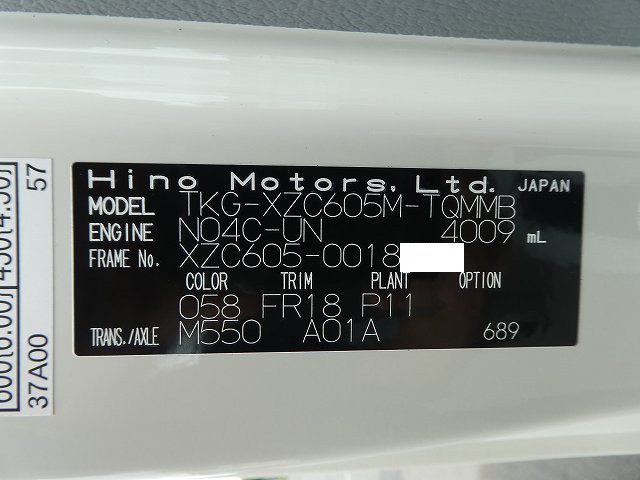 Hino Motors, Ltd. JAPAN
MODEL TKG-XZC605M-TQMMB
ENGINE N04C-UN 4009 mL
FRAME No. XZC605-0018
COLOR TRIM PLANT OPTION
058 FR18 P11
TRANS./AXLE M550 A01A 689
57
37A00